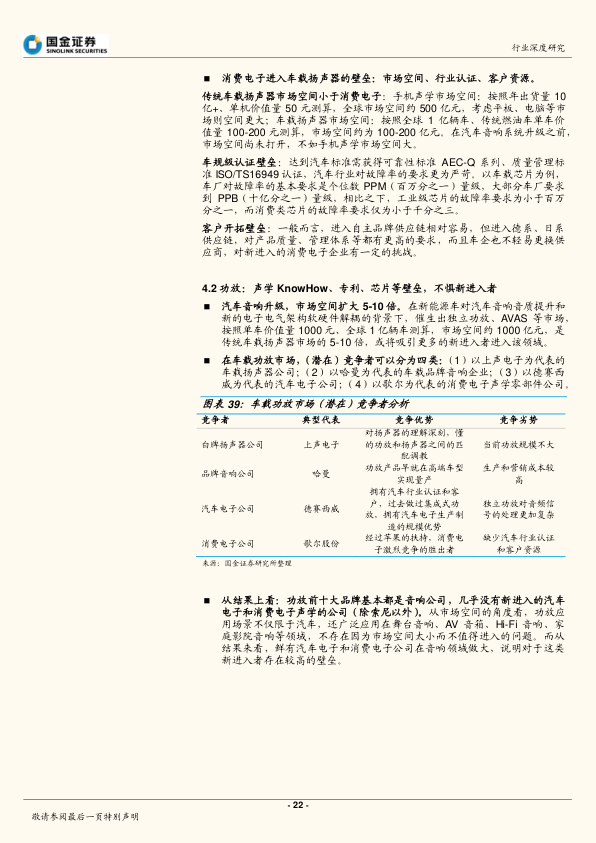 国金证券
SINOLINK SECURITIES
行业深度研究
■ 消费电子进入车载扬声器的壁垒：市场空间、行业认证、客户资源。
传统车载扬声器市场空间小于消费电子：手机声学市场空间：按照年出货量 10
亿+、单机价值量 50 元测算，全球市场空间约 500 亿元，考虑平板、电脑等市
场则空间更大；车载扬声器市场空间：按照全球 1 亿辆车、传统燃油车单车价
值量 100-200 元测算，市场空间约为 100-200 亿元。在汽车音响系统升级之前，
市场空间尚未打开，不如手机声学市场空间大。
车规级认证壁垒：达到汽车标准需获得可靠性标准 AEC-Q 系列、质量管理标
准 ISO/TS16949 认证，汽车行业对故障率的要求更为严苛。以车载芯片为例，
车厂对故障率的基本要求是个位数 PPM（百万分之一）量级，大部分车厂要求
到 PPB（十亿分之一）量级，相比之下，工业级芯片的故障率要求为小于百万
分之一，而消费类芯片的故障率要求仅为小于千分之三。
客户开拓壁垒：一般而言，进入自主品牌供应链相对容易，但进入德系、日系
供应链，对产品质量、管理体系等都有更高的要求，而且车企也不轻易更换供
应商，对新进入的消费电子企业有一定的挑战。
4.2 功放：声学 KnowHow、专利、芯片等壁垒，不惧新进入者
■ 汽车音响升级，市场空间扩大 5-10 倍。在新能源车对汽车音响音质提升和
新的电子电气架构软硬件解耦的背景下，催生出独立功放、AVAS 等市场，
按照单车价值量 1000 元、全球 1 亿辆车测算，市场空间约 1000 亿元，是
传统车载扬声器市场的 5-10 倍，或将吸引更多的新进入者进入该领域。
■ 在车载功放市场，（潜在）竞争者可以分为四类：（1）以上声电子为代表的
车载扬声器公司；（2）以哈曼为代表的车载品牌音响企业；（3）以德赛西
威为代表的汽车电子公司；（4）以歌尔为代表的消费电子声学零部件公司。
图表 39：车载功放市场（潜在）竞争者分析
竞争者 典型代表 竞争优势 竞争劣势
对扬声器的理解深刻、懂
白牌扬声器公司 上声电子 的功放和扬声器之间的匹 当前功放规模不大
配调教
品牌音响公司 哈曼 功放产品早就在高端车型 生产和营销成本较
实现量产 高
拥有汽车行业认证和客
汽车电子公司 德赛西威 户，过去做过集成式功 独立功放对音频信
放，拥有汽车电子生产制 号的处理更加复杂
造的规模优势
消费电子公司 歌尔股份 经过苹果的扶持，消费电 缺少汽车行业认证
子激烈竞争的胜出者 和客户资源
来源：国金证券研究所整理
■ 从结果上看：功放前十大品牌基本都是音响公司，几乎没有新进入的汽车
电子和消费电子声学的公司（除索尼以外）。从市场空间的角度看，功放应
用场景不仅限于汽车，还广泛应用在舞台音响、AV 音箱、Hi-Fi 音响、家
庭影院音响等领域，不存在因为市场空间太小而不值得进入的问题。而从
结果来看，鲜有汽车电子和消费电子公司在音响领域做大，说明对于这类
新进入者存在较高的壁垒。
- 22 -
敬请参阅最后一页特别声明